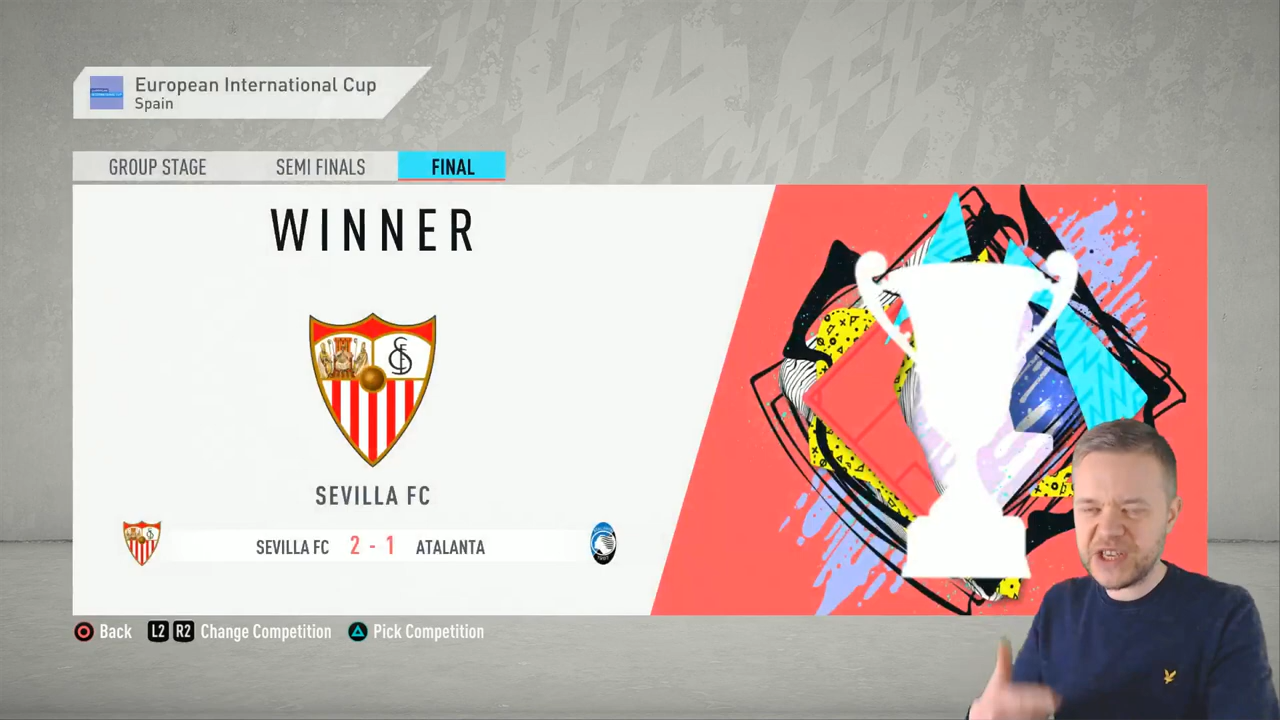 European International Cup
Spain
GROUP STAGE
SEMI FINALS
FINAL
WINNER
SEVILLA FC
SEVILLA FC 2 - 1 ATALANTA
Back
L2 R2 Change Competition
Pick Competition